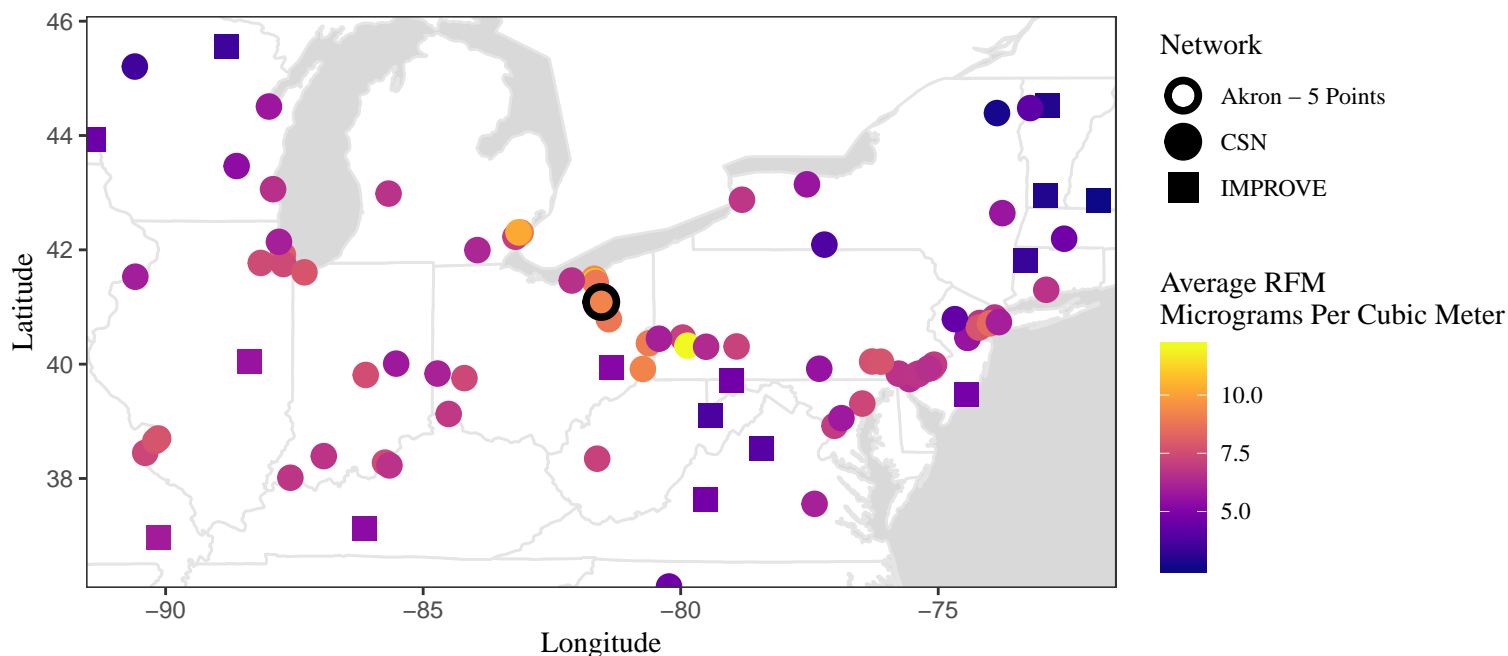 46
44
42
40
38
Latitude
−90
−85
−80
−75
Longitude
Network
Akron − 5 Points
CSN
IMPROVE
Average RFM
Micrograms Per Cubic Meter
10.0
7.5
5.0